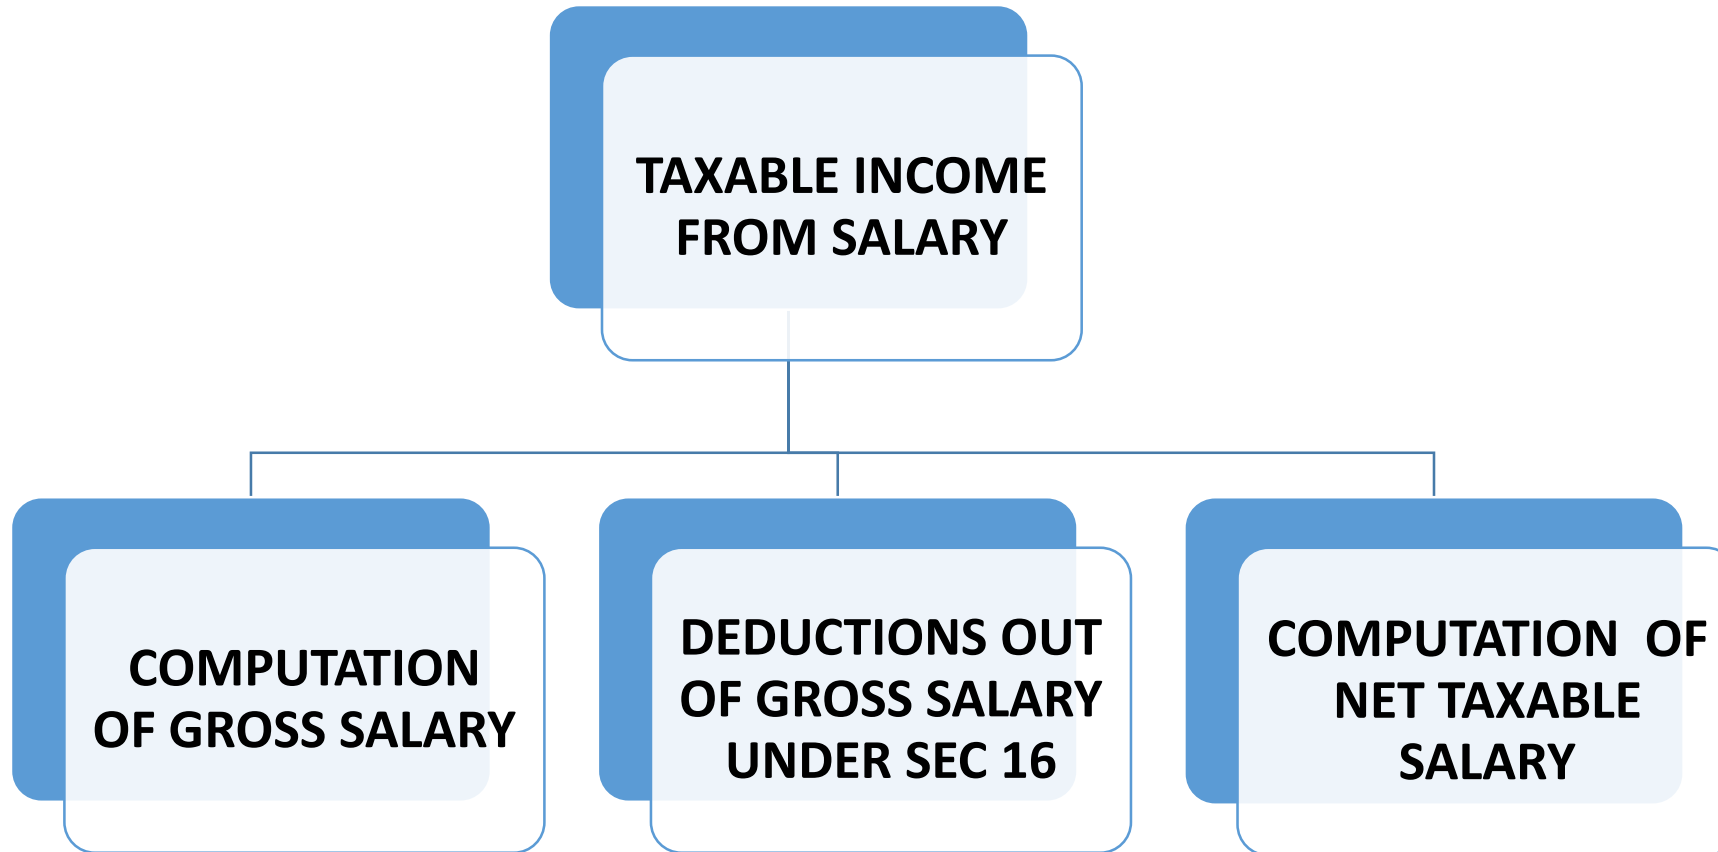 TAXABLE INCOME
FROM SALARY
COMPUTATION
OF GROSS SALARY
DEDUCTIONS OUT
OF GROSS SALARY
UNDER SEC 16
COMPUTATION  OF
NET TAXABLE
SALARY